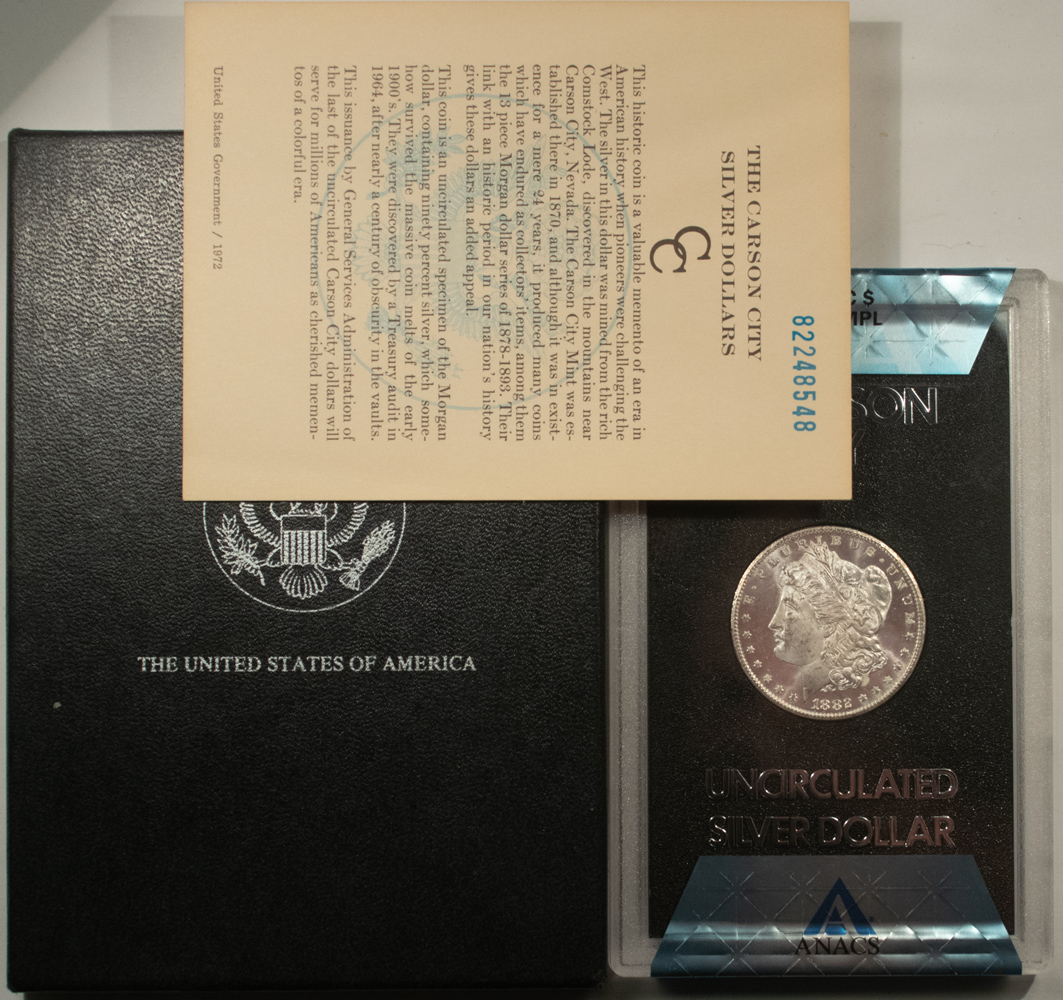 82248548
THE CARSON CITY
SILVER DOLLARS
CC
This historic coin is a valuable memento of an era in
American history when pioneers were challenging the
West. The silver in this dollar was mined from the rich
Comstock Lode, discovered in the mountains near
Carson City, Nevada. The Carson City Mint was es-
tablished there in 1870, and although it was in exist-
ence for a mere 24 years, it produced many coins
which have endured as collectors' items, among them
the 13 piece Morgan dollar series of 1878-1893. Their
link with an historic period in our nation's history
gives these dollars an added appeal.
This coin is an uncirculated specimen of the Morgan
dollar, containing ninety percent silver, which some-
how survived the massive coin melts of the early
1900's. They were discovered by a Treasury audit in
1964, after nearly a century of obscurity in the vaults.
This issuance by General Services Administration of
the last of the uncirculated Carson City dollars will
serve for millions of Americans as cherished memen-
tos of a colorful era.
United States Government / 1972
THE UNITED STATES OF AMERICA
C $
MPL
SON
E · PLURIBUS · UNUM
1882
UNCIRCULATED
SILVER DOLLAR
ANACS